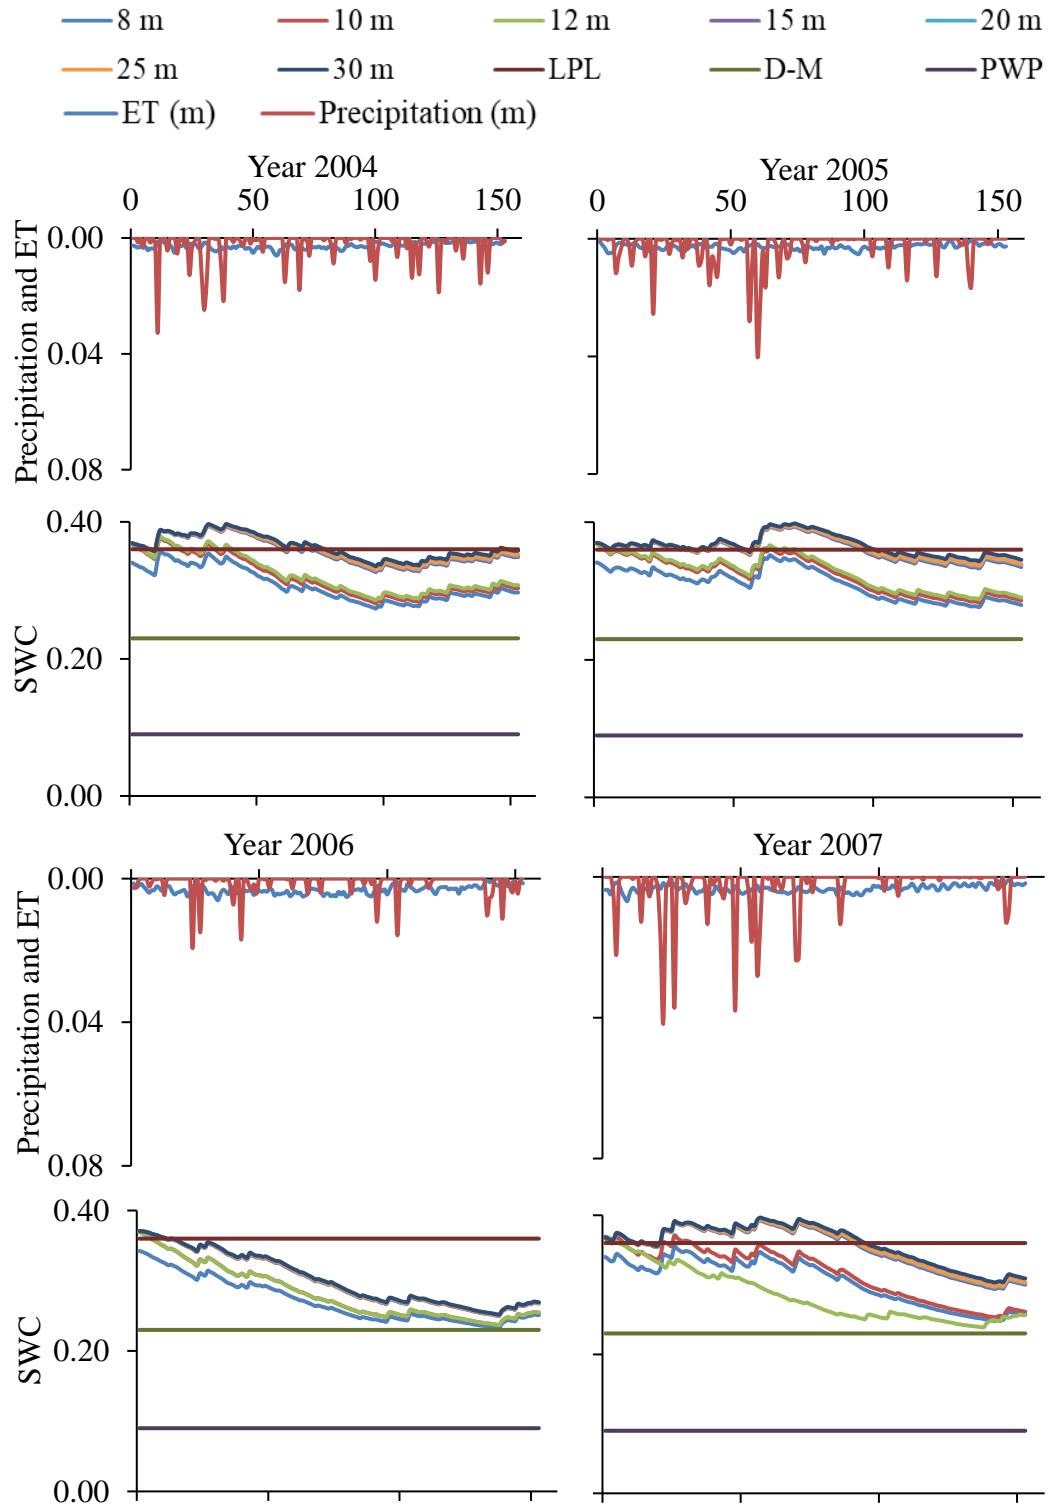 8 m 10 m 12 m 15 m 20 m
25 m 30 m LPL D-M PWP
ET (m) Precipitation (m)
Year 2004
0 50 100 150
Precipitation and ET
0.00
0.04
0.08
Year 2005
0 50 100 150
SWC
0.40
0.20
0.00
Year 2006
Precipitation and ET
0.00
0.04
0.08
Year 2007
SWC
0.40
0.20
0.00